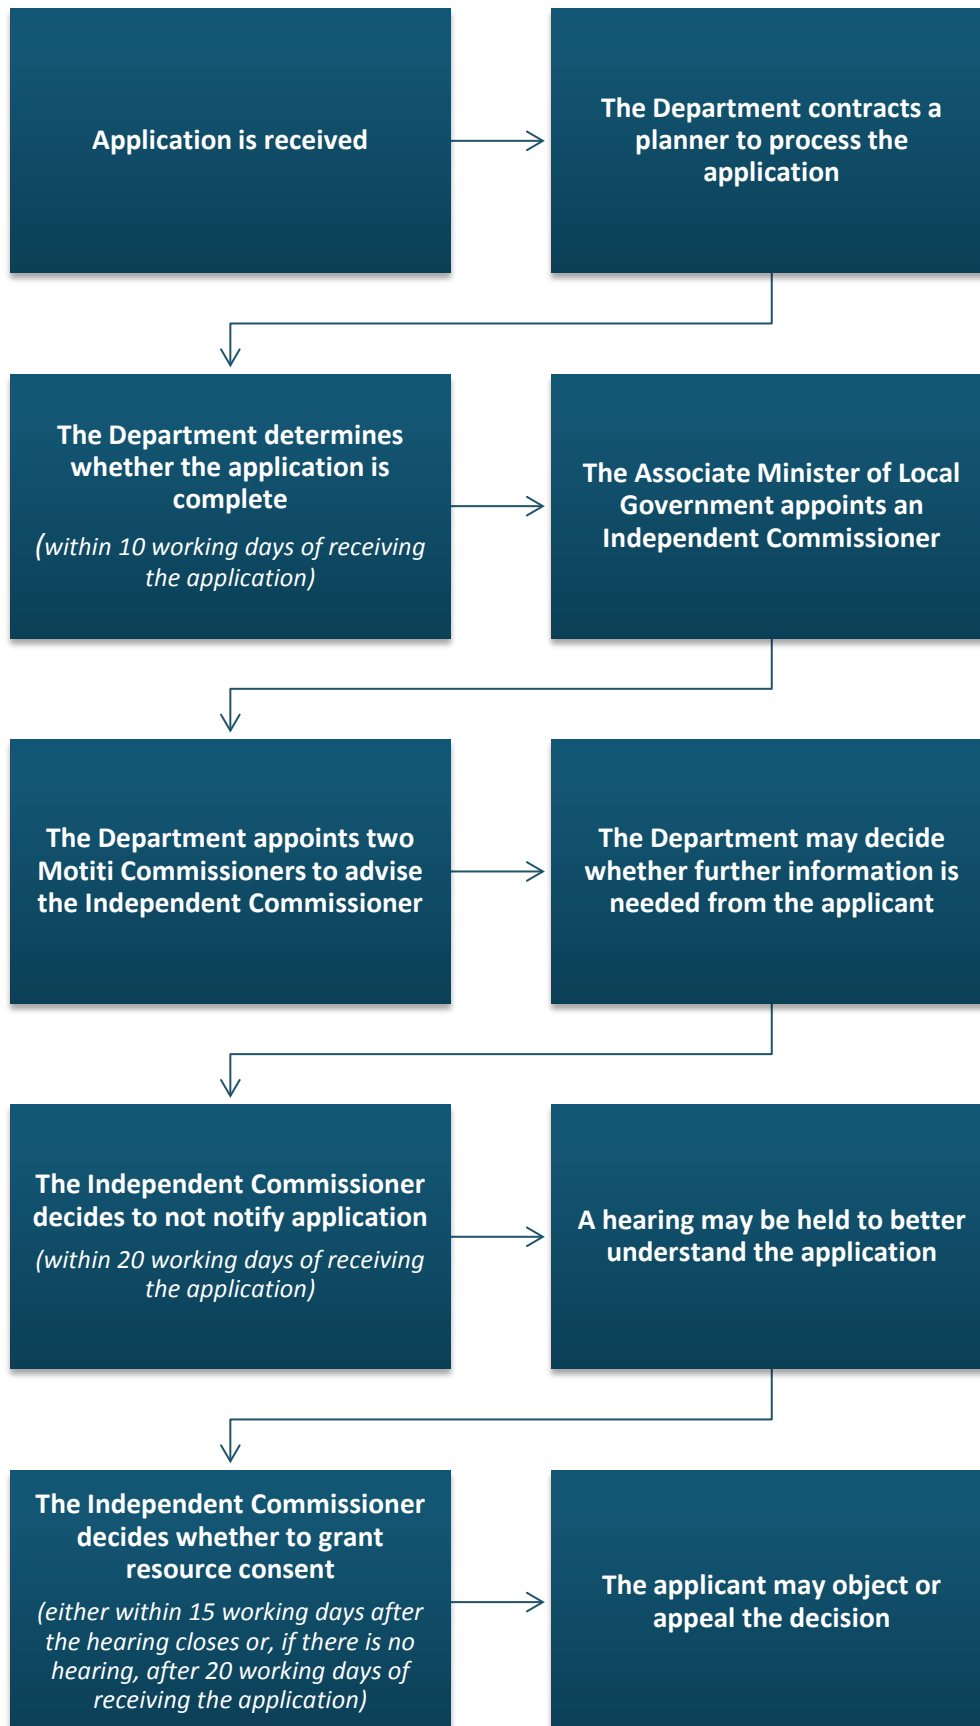 Application is received
The Department contracts a
planner to process the
application
The Department determines
whether the application is
complete
(within 10 working days of receiving
the application)
The Associate Minister of Local
Government appoints an
Independent Commissioner
The Department appoints two
Motiti Commissioners to advise
the Independent Commissioner
The Department may decide
whether further information is
needed from the applicant
The Independent Commissioner
decides to not notify application
(within 20 working days of receiving
the application)
A hearing may be held to better
understand the application
The Independent Commissioner
decides whether to grant
resource consent
(either within 15 working days after
the hearing closes or, if there is no
hearing, after 20 working days of
receiving the application)
The applicant may object or
appeal the decision